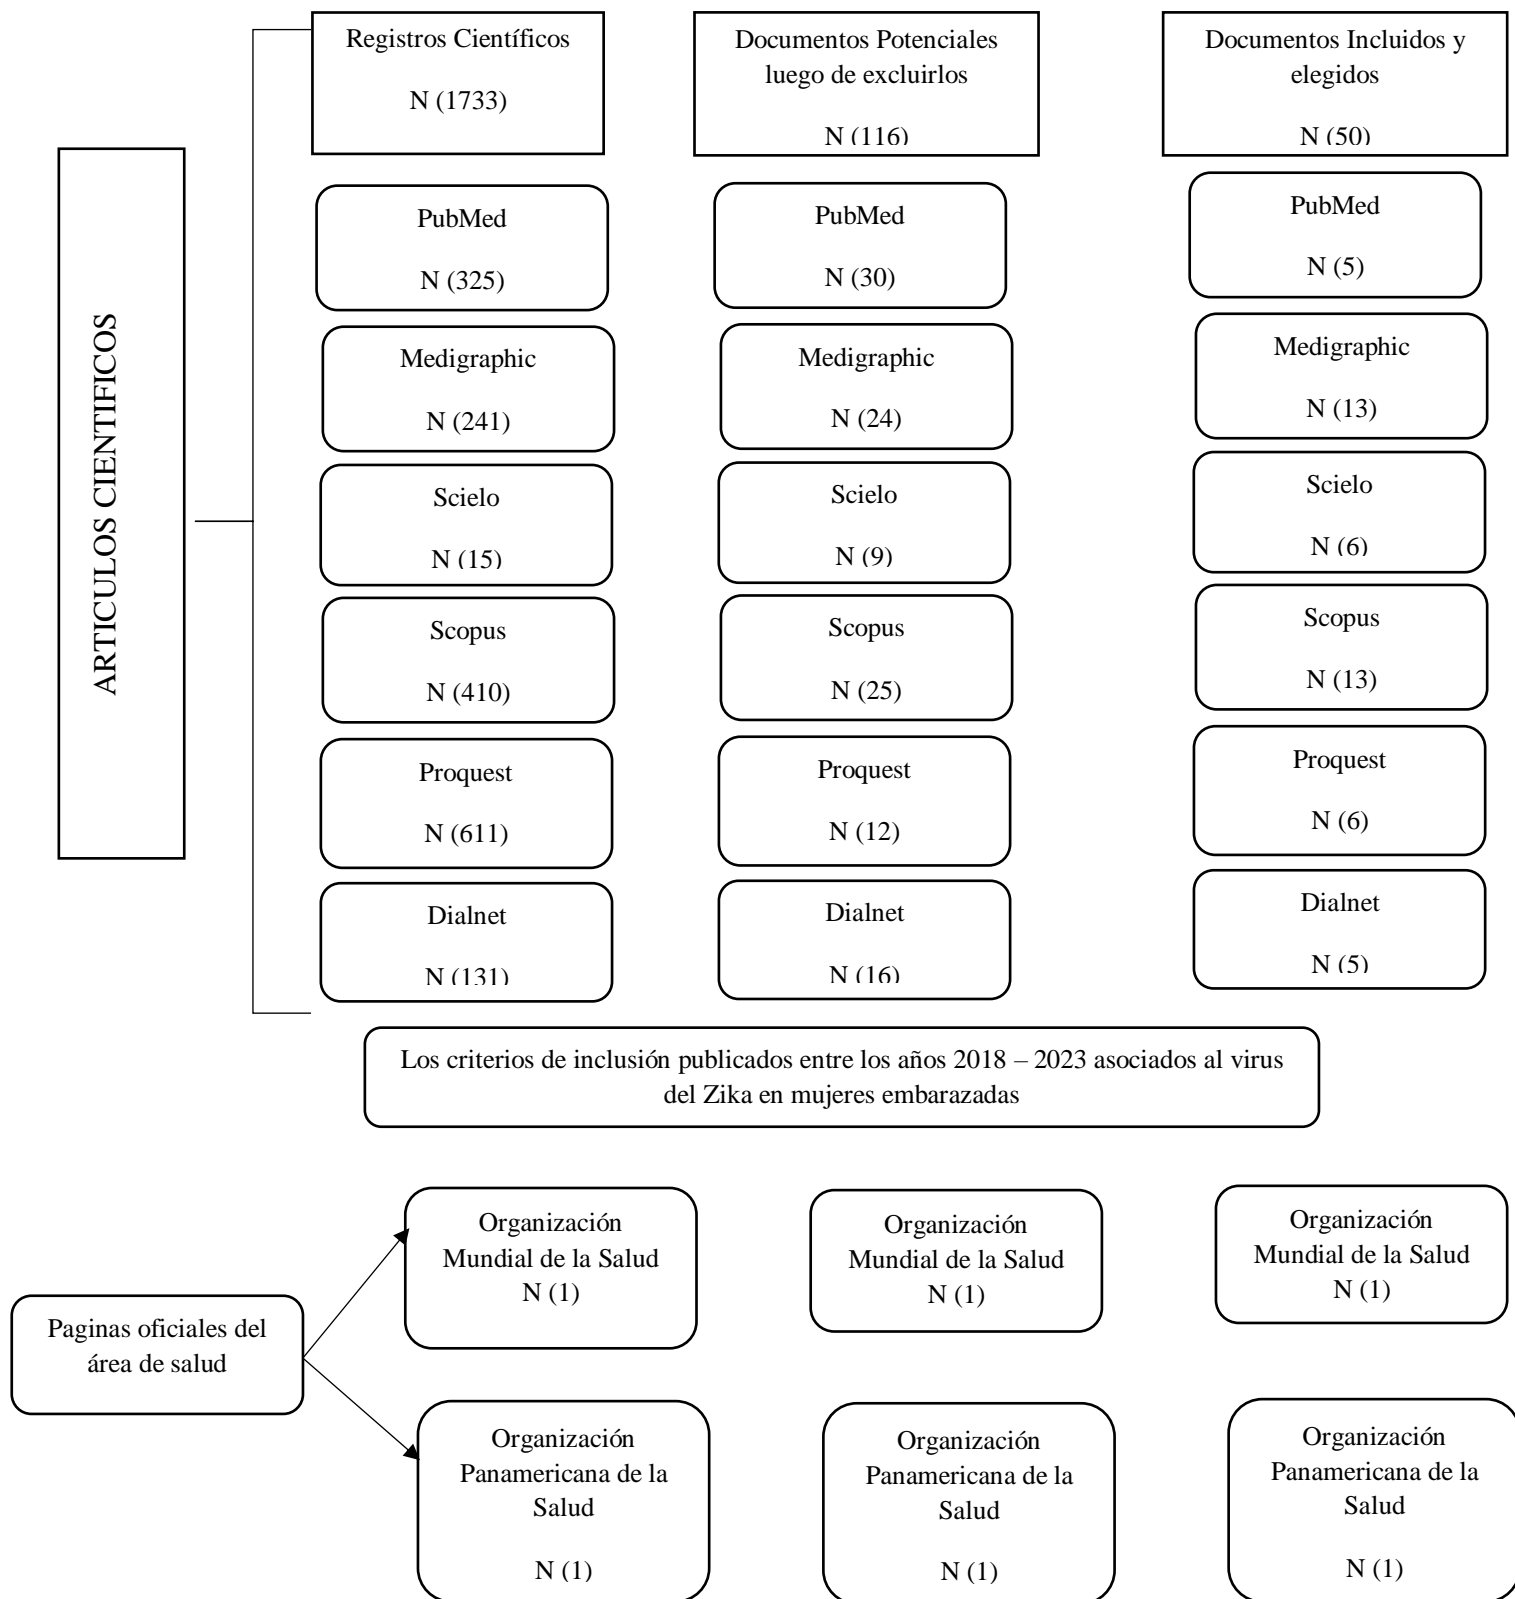 ARTICULOS CIENTIFICOS
Registros Científicos
N (1733)
PubMed
N (325)
Medigraphic
N (241)
Scielo
N (15)
Scopus
N (410)
Proquest
N (611)
Dialnet
N (131)
Documentos Potenciales
luego de excluirlos
N (116)
PubMed
N (30)
Medigraphic
N (24)
Scielo
N (9)
Scopus
N (25)
Proquest
N (12)
Dialnet
N (16)
Documentos Incluidos y
elegidos
N (50)
PubMed
N (5)
Medigraphic
N (13)
Scielo
N (6)
Scopus
N (13)
Proquest
N (6)
Dialnet
N (5)
Los criterios de inclusión publicados entre los años 2018 – 2023 asociados al virus
del Zika en mujeres embarazadas
Paginas oficiales del
área de salud
Organización
Mundial de la Salud
N (1)
Organización
Mundial de la Salud
N (1)
Organización
Mundial de la Salud
N (1)
Organización
Panamericana de la
Salud
N (1)
Organización
Panamericana de la
Salud
N (1)
Organización
Panamericana de la
Salud
N (1)